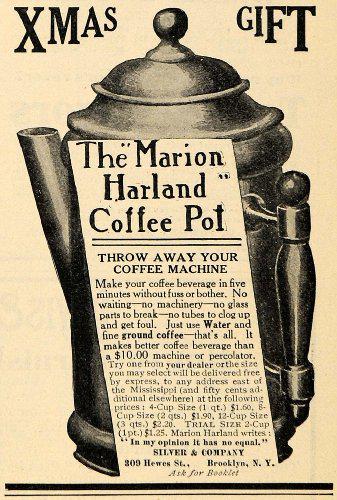 XMAS GIFT
The "Marion
Harland"
Coffee Pot
THROW AWAY YOUR
COFFEE MACHINE
Make your coffee beverage in five
minutes without fuss or bother. No
waiting—no machinery—no glass
parts to break—no tubes to clog up
and get foul. Just use Water and
fine ground coffee—that's all. It
makes better coffee beverage than
a $10.00 machine or percolator.
Try one from your dealer or the size
you may select will be delivered free
by express, to any address east of
the Mississippi (and fifty cents ad-
ditional elsewhere) at the following
prices: 4-Cup Size (1 qt.) $1.60, 8-
Cup Size (2 qts.) $1.90, 12-Cup Size
(3 qts.) $2.20. TRIAL SIZE 2-Cup
(1 pt.) $1.25. Marion Harland writes:
"In my opinion it has no equal."
SILVER & COMPANY
309 Hewes St., Brooklyn, N. Y.
Ask for Booklet